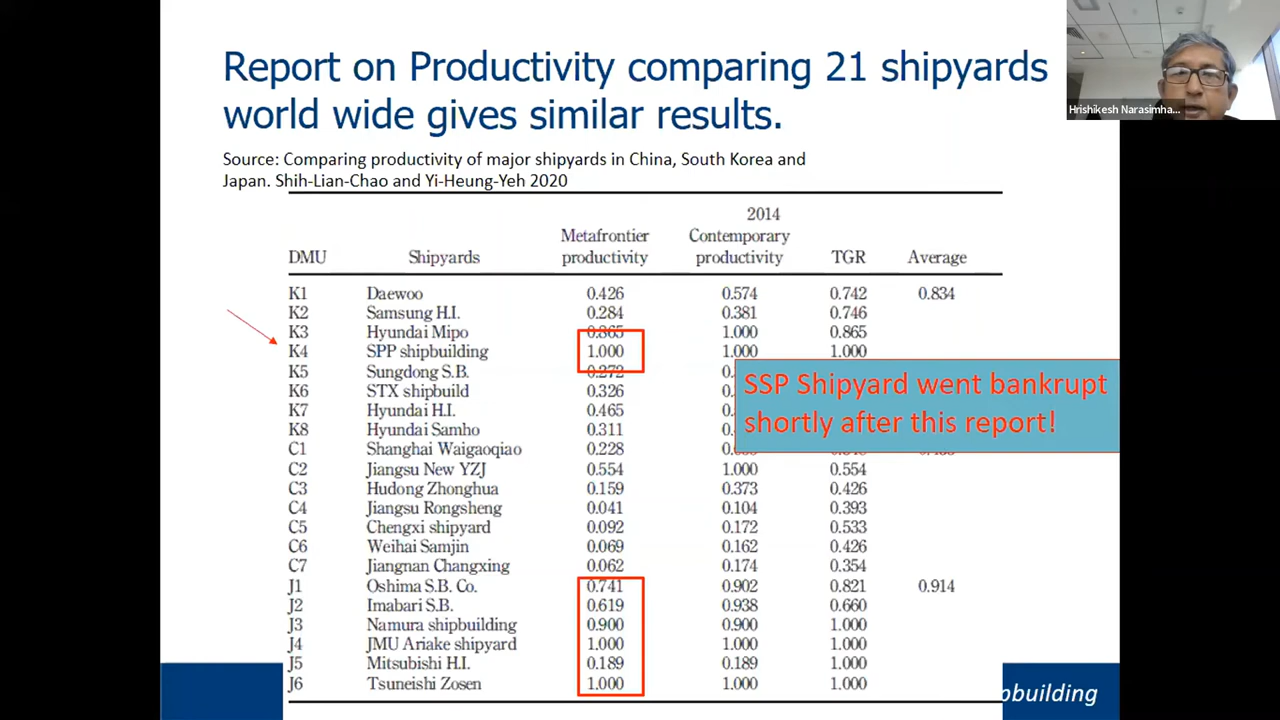 Report on Productivity comparing 21 shipyards
world wide gives similar results.
Hrishikesh Narasimha...
Source: Comparing productivity of major shipyards in China, South Korea and
Japan. Shih-Lian-Chao and Yi-Heung-Yeh 2020
2014
Metafrontier Contemporary
DMU Shipyards productivity productivity TGR Average
K1 Daewoo 0.426 0.574 0.742 0.834
K2 Samsung H.I. 0.284 0.381 0.746
K3 Hyundai Mipo 0.865 1.000 0.865
K4 SPP shipbuilding 1.000 1.000 1.000
K5 Sungdong S.B. 0.272
K6 STX shipbuild 0.326
K7 Hyundai H.I. 0.465
K8 Hyundai Samho 0.311
SSP Shipyard went bankrupt
shortly after this report!
C1 Shanghai Waigaoqiao 0.228
C2 Jiangsu New YZJ 0.554 1.000 0.554
C3 Hudong Zhonghua 0.159 0.373 0.426
C4 Jiangsu Rongsheng 0.041 0.104 0.393
C5 Chengxi shipyard 0.092 0.172 0.533
C6 Weihai Samjin 0.069 0.162 0.426
C7 Jiangnan Changxing 0.062 0.174 0.354
J1 Oshima S.B. Co. 0.741 0.902 0.821 0.914
J2 Imabari S.B. 0.619 0.938 0.660
J3 Namura shipbuilding 0.900 0.900 1.000
J4 JMU Ariake shipyard 1.000 1.000 1.000
J5 Mitsubishi H.I. 0.189 0.189 1.000
J6 Tsuneishi Zosen 1.000 1.000 1.000
pbuilding